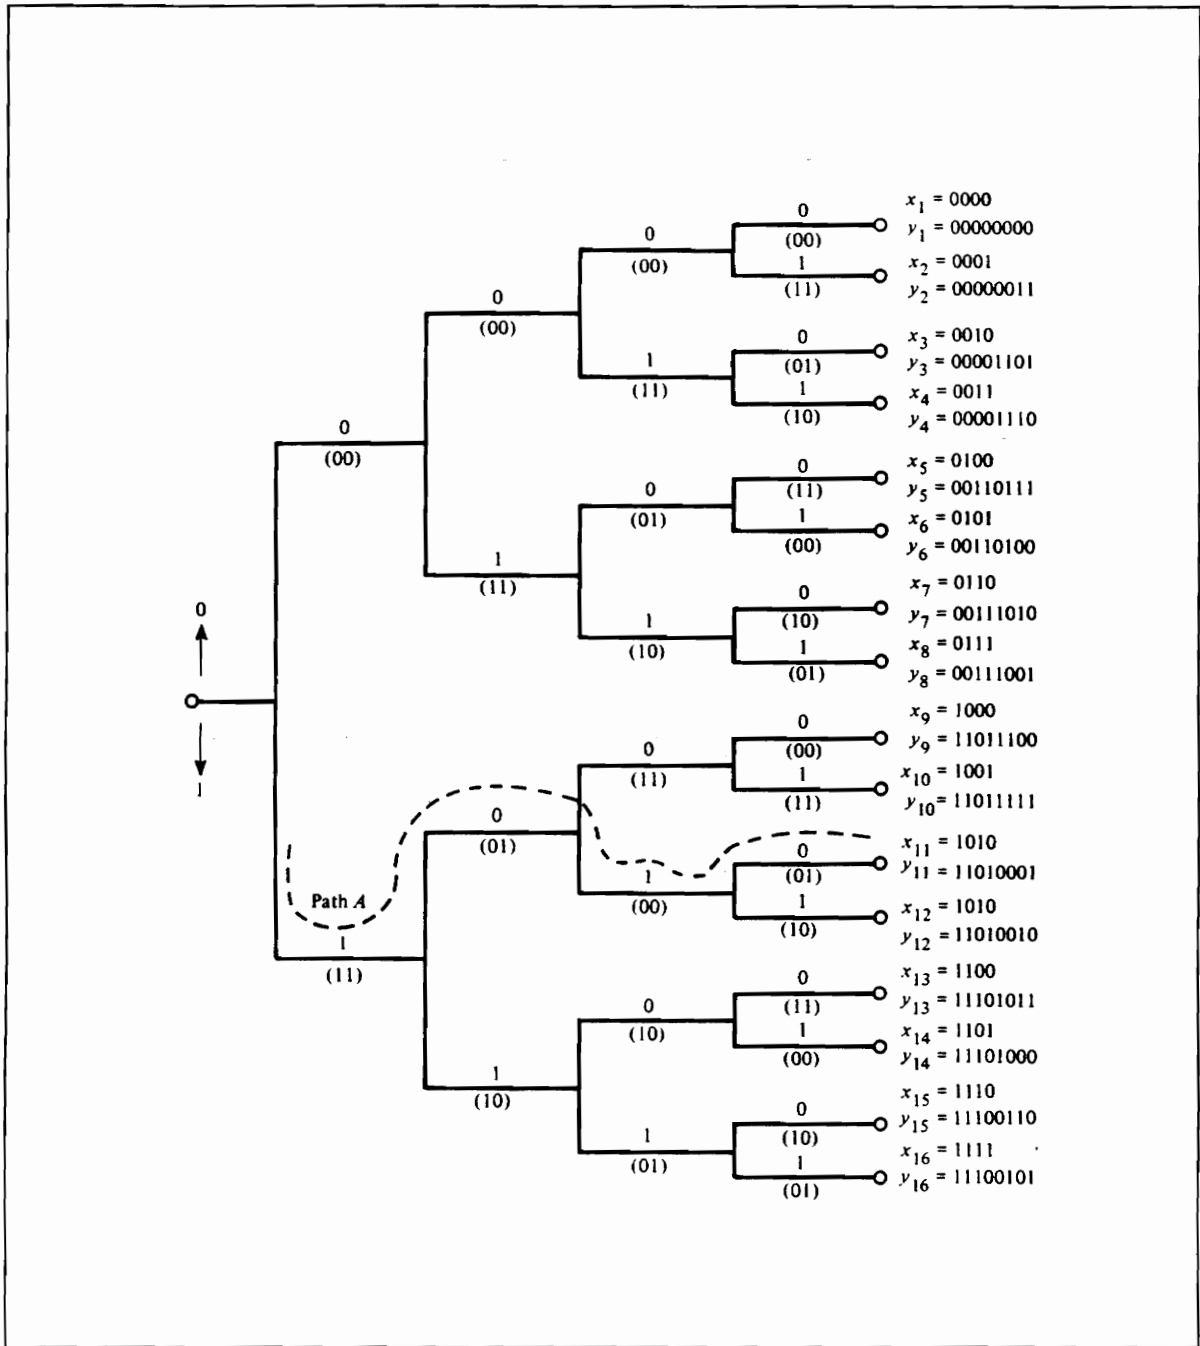 0
x1 = 0000
(00)
y1 = 00000000
0
(00)
1
(11)
x2 = 0001
y2 = 00000011
0
(00)
1
(11)
0
(01)
x3 = 0010
y3 = 00001101
1
(10)
x4 = 0011
y4 = 00001110
0
(00)
0
(01)
0
(11)
x5 = 0100
y5 = 00110111
1
(00)
x6 = 0101
y6 = 00110100
1
(11)
1
(10)
0
(10)
x7 = 0110
y7 = 00111010
1
(01)
x8 = 0111
y8 = 00111001
0
1
0
(11)
0
(00)
x9 = 1000
y9 = 11011100
1
(11)
x10 = 1001
y10 = 11011111
0
(01)
1
(00)
0
(01)
x11 = 1010
y11 = 11010001
1
(10)
x12 = 1010
y12 = 11010010
Path A
1
(11)
0
(10)
0
(11)
x13 = 1100
y13 = 11101011
1
(00)
x14 = 1101
y14 = 11101000
1
(10)
1
(01)
0
(10)
x15 = 1110
y15 = 11100110
1
(01)
x16 = 1111
y16 = 11100101